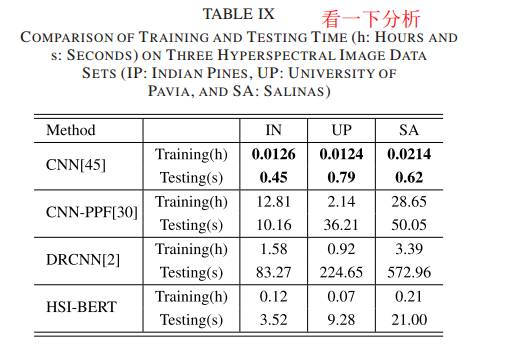 TABLE IX
看一下分析
COMPARISON OF TRAINING AND TESTING TIME (h: HOURS AND
s: SECONDS) ON THREE HYPERSPECTRAL IMAGE DATA
SETS (IP: INDIAN PINES, UP: UNIVERSITY OF
PAVIA, AND SA: SALINAS)
Method IN UP SA
CNN[45] Training(h) 0.0126 0.0124 0.0214
Testing(s) 0.45 0.79 0.62
CNN-PPF[30] Training(h) 12.81 2.14 28.65
Testing(s) 10.16 36.21 50.05
DRCNN[2] Training(h) 1.58 0.92 3.39
Testing(s) 83.27 224.65 572.96
HSI-BERT Training(h) 0.12 0.07 0.21
Testing(s) 3.52 9.28 21.00